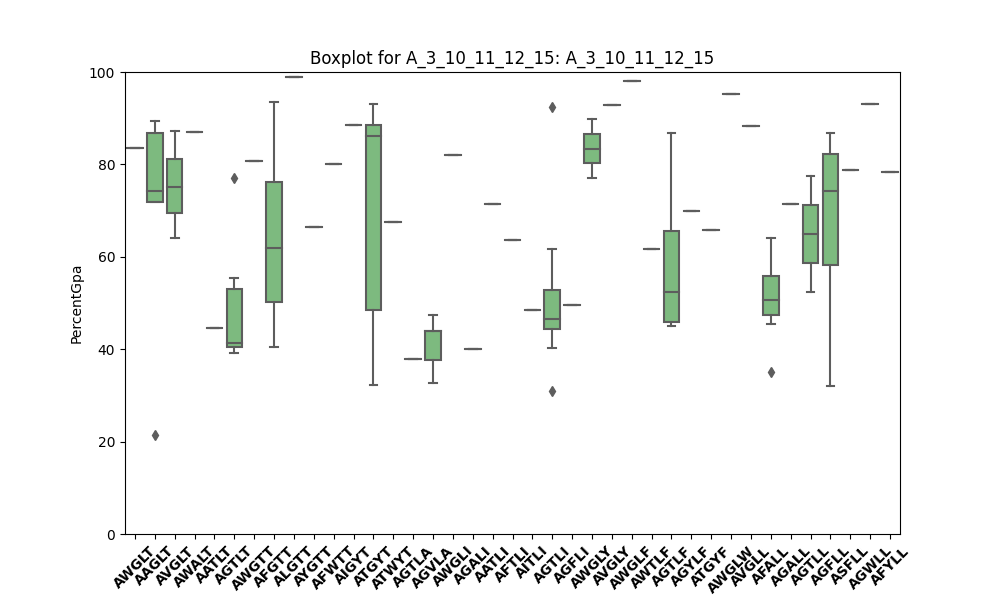 Boxplot for A_3_10_11_12_15: A_3_10_11_12_15
100
80
60
40
20
0
PercentGpa
AWGLT
AAGLT
AVGLT
AWALT
AATLT
AGTLT
AWGTT
AFGTT
ALGTT
AYGTT
AFWTT
AIGYT
ATGYT
ATWYT
AGTLA
AGVLA
AWGLI
AGALI
AATLI
AFTLI
AITLI
AGTLI
AGFLI
AWGLY
AVGLY
AWGLF
AWTLF
AGTLF
AGYLF
ATGYF
AWGLW
AVGLL
AFALL
AGALL
AGTLL
AGFLL
ASFLL
AGWLL
AFYLL